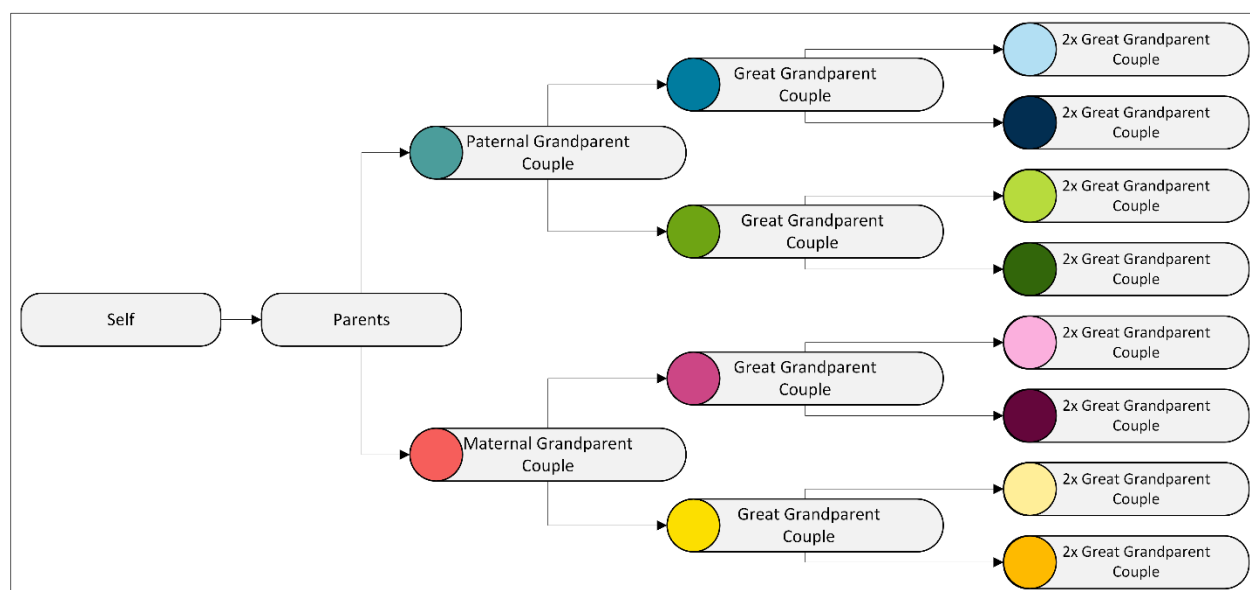 2x Great Grandparent
Couple
Great Grandparent
Couple
2x Great Grandparent
Couple
Paternal Grandparent
Couple
2x Great Grandparent
Couple
Great Grandparent
Couple
2x Great Grandparent
Couple
Self
Parents
2x Great Grandparent
Couple
Great Grandparent
Couple
2x Great Grandparent
Couple
Maternal Grandparent
Couple
2x Great Grandparent
Couple
Great Grandparent
Couple
2x Great Grandparent
Couple